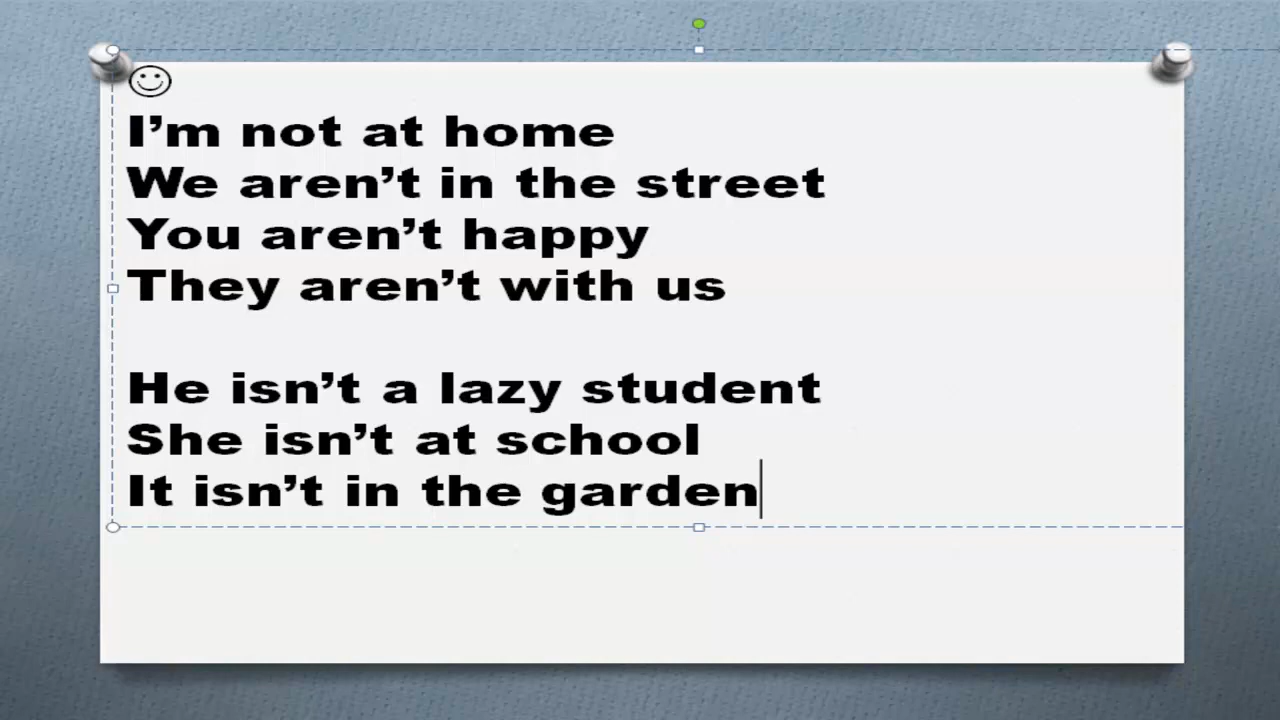 I’m not at home
We aren’t in the street
You aren’t happy
They aren’t with us
He isn’t a lazy student
She isn’t at school
It isn’t in the garden